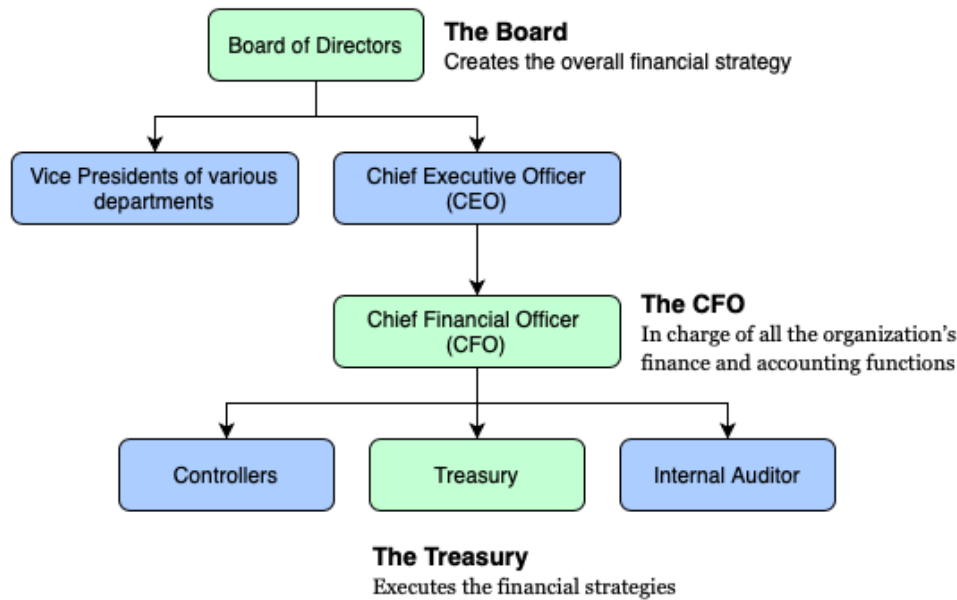 Board of Directors
The Board
Creates the overall financial strategy
Vice Presidents of various
departments
Chief Executive Officer
(CEO)
Chief Financial Officer
(CFO)
The CFO
In charge of all the organization’s
finance and accounting functions
Controllers
Treasury
Internal Auditor
The Treasury
Executes the financial strategies